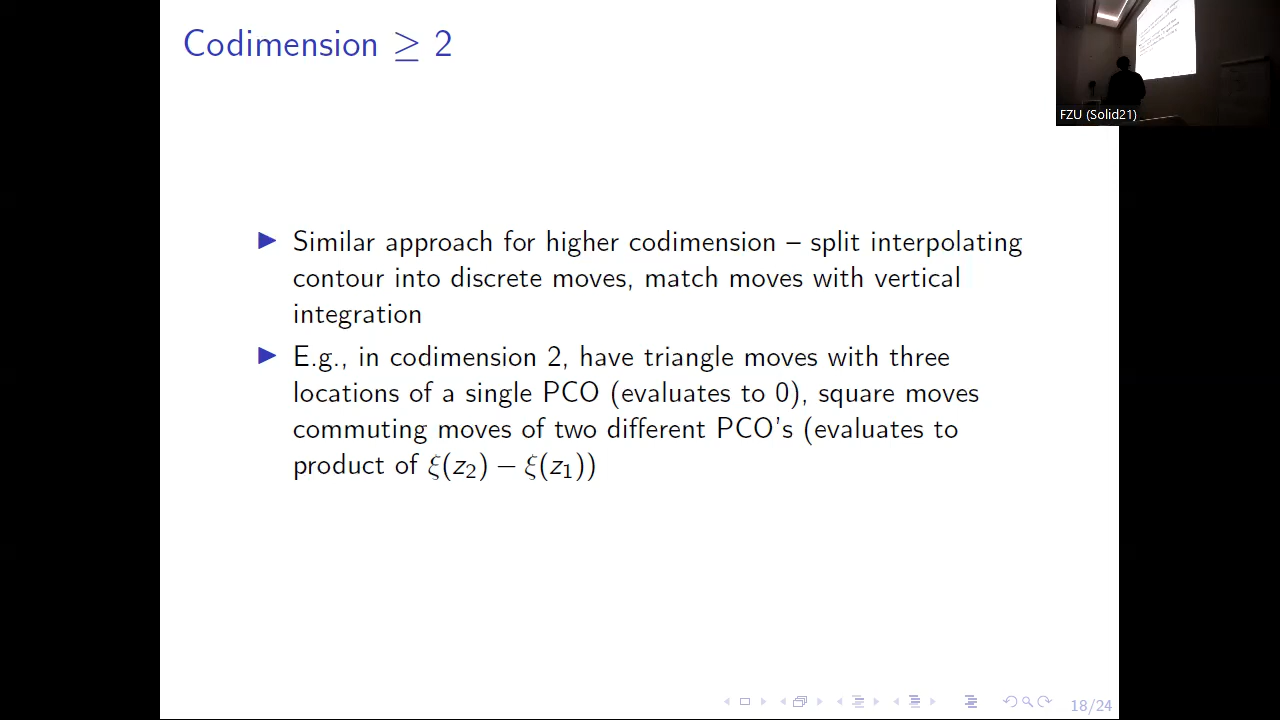 Codimension ≥ 2
FZU (Solid21)
▶ Similar approach for higher codimension – split interpolating
contour into discrete moves, match moves with vertical
integration
▶ E.g., in codimension 2, have triangle moves with three
locations of a single PCO (evaluates to 0), square moves
commuting moves of two different PCO's (evaluates to
product of ξ(z₂) − ξ(z₁))
18/24